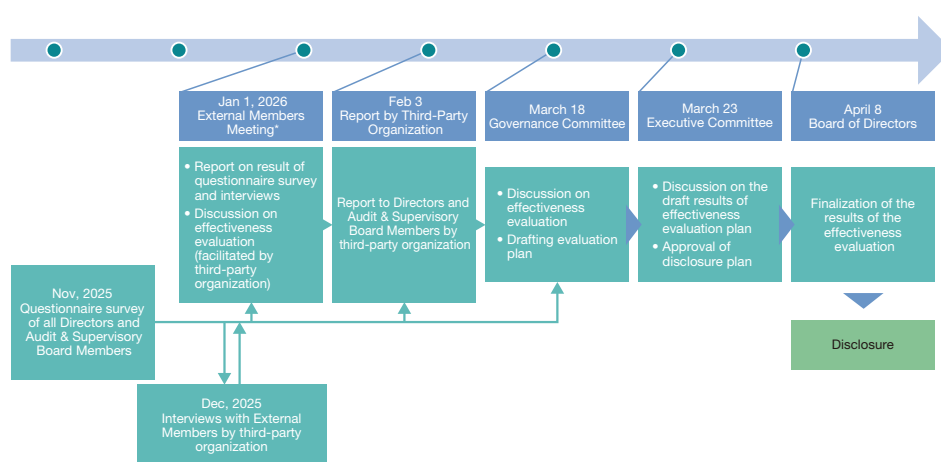 Jan 1, 2026
External Members
Meeting*
Feb 3
Report by Third-Party
Organization
March 18
Governance Committee
March 23
Executive Committee
April 8
Board of Directors
• Report on result of
questionnaire survey
and interviews
• Discussion on
effectiveness
evaluation
(facilitated by
third-party
organization)
Report to Directors and
Audit & Supervisory
Board Members by
third-party organization
• Discussion on
effectiveness
evaluation
• Drafting evaluation
plan
• Discussion on the
draft results of
effectiveness
evaluation plan
• Approval of
disclosure plan
Finalization of the
results of the
effectiveness
evaluation
Nov, 2025
Questionnaire survey
of all Directors and
Audit & Supervisory
Board Members
Disclosure
Dec, 2025
Interviews with External
Members by third-party
organization